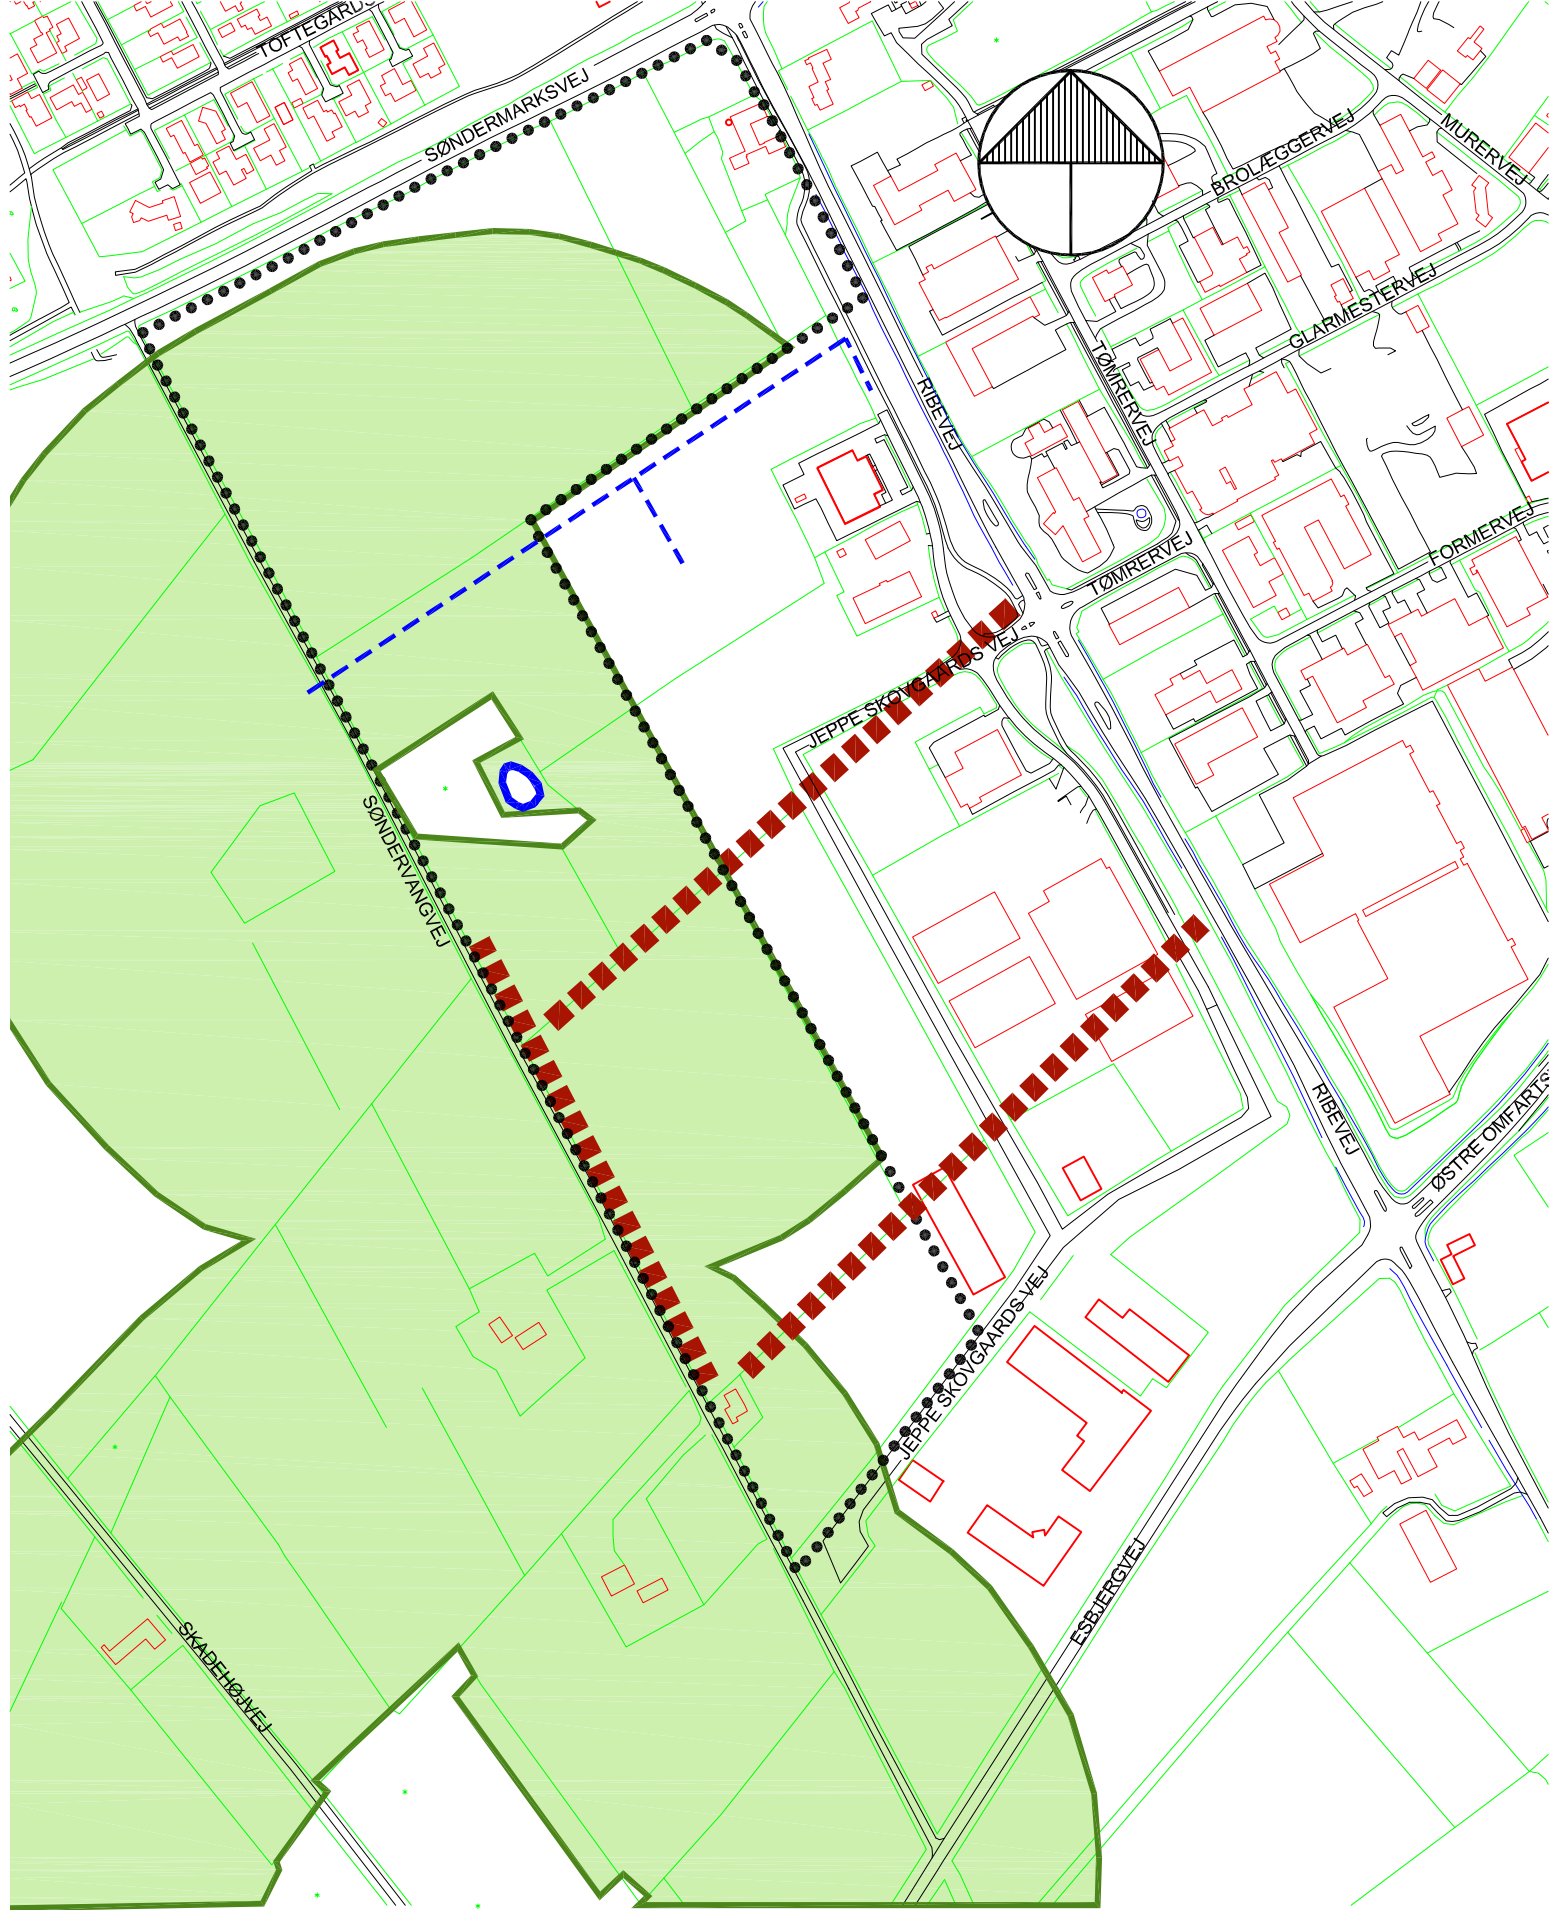 TOFTEGÅRDS
SØNDERMARKSVEJ
MURERVEJ
BROLÆGGERVEJ
GLARMESTERVEJ
TØMRERVEJ
RIBEVEJ
FORMERVEJ
TØMRERVEJ
JEPPE SKOVGAARDS VEJ
SØNDERVANGVEJ
RIBEVEJ
ØSTRE OMFARTS
JEPPE SKOVGAARDS VEJ
ESBJERGVEJ
SKADEHØJVEJ